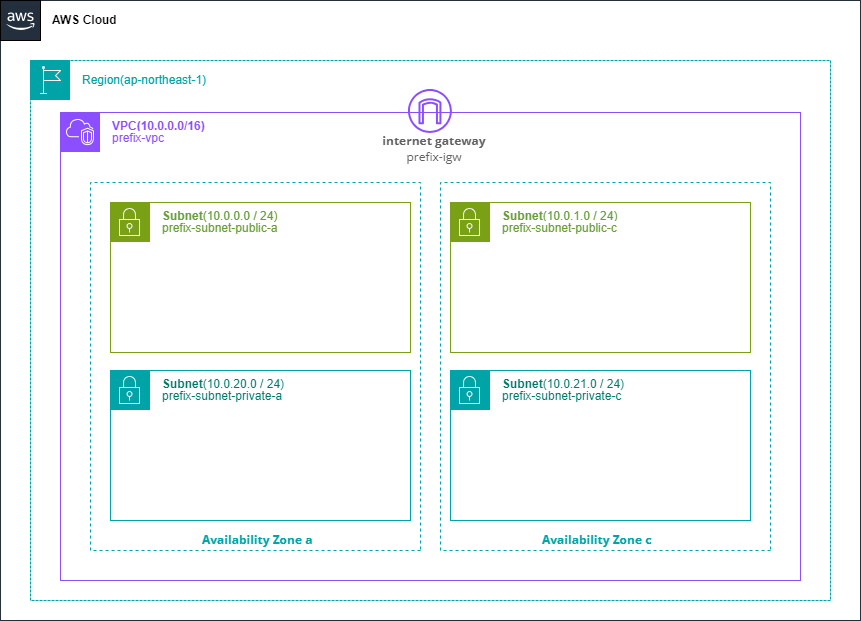 aws
AWS Cloud
Region(ap-northeast-1)
VPC(10.0.0.0/16)
prefix-vpc
internet gateway
prefix-igw
Subnet(10.0.0.0 / 24)
prefix-subnet-public-a
Subnet(10.0.1.0 / 24)
prefix-subnet-public-c
Subnet(10.0.20.0 / 24)
prefix-subnet-private-a
Subnet(10.0.21.0 / 24)
prefix-subnet-private-c
Availability Zone a
Availability Zone c